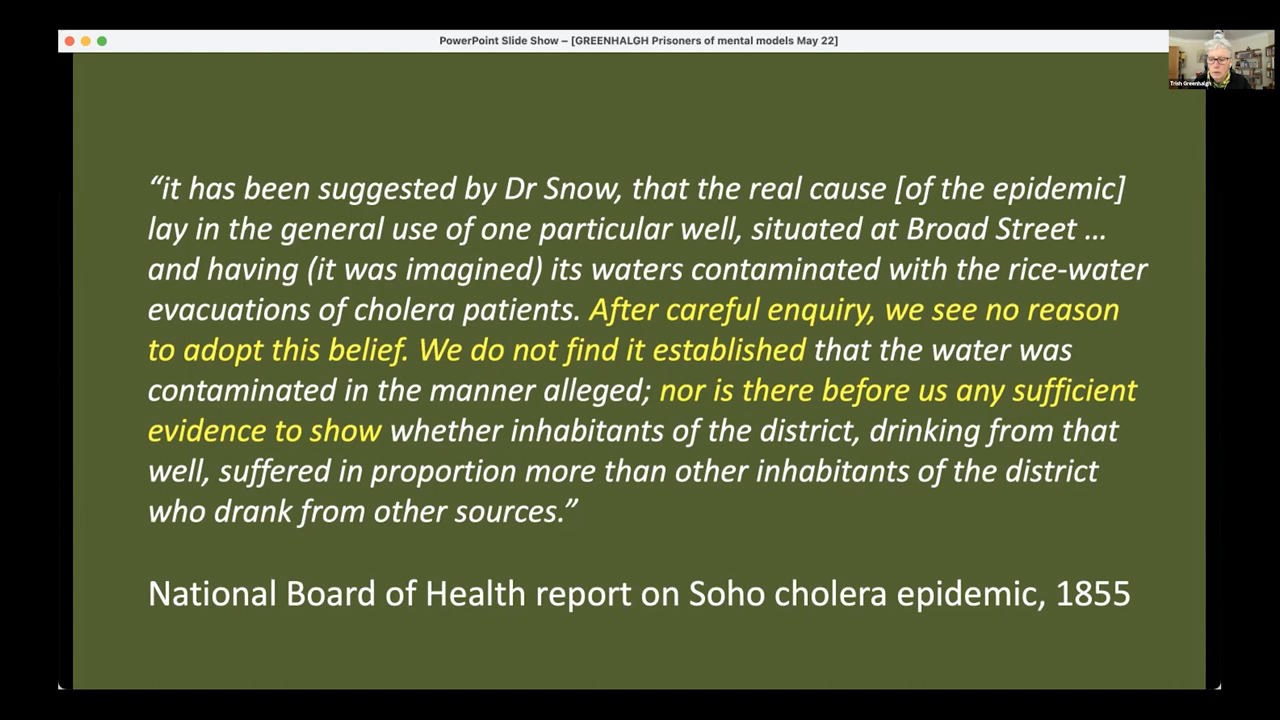 PowerPoint Slide Show – [GREENHALGH Prisoners of mental models May 22]
Trish Greenhalgh
“it has been suggested by Dr Snow, that the real cause [of the epidemic]
lay in the general use of one particular well, situated at Broad Street ...
and having (it was imagined) its waters contaminated with the rice-water
evacuations of cholera patients. After careful enquiry, we see no reason
to adopt this belief. We do not find it established that the water was
contaminated in the manner alleged; nor is there before us any sufficient
evidence to show whether inhabitants of the district, drinking from that
well, suffered in proportion more than other inhabitants of the district
who drank from other sources.”
National Board of Health report on Soho cholera epidemic, 1855